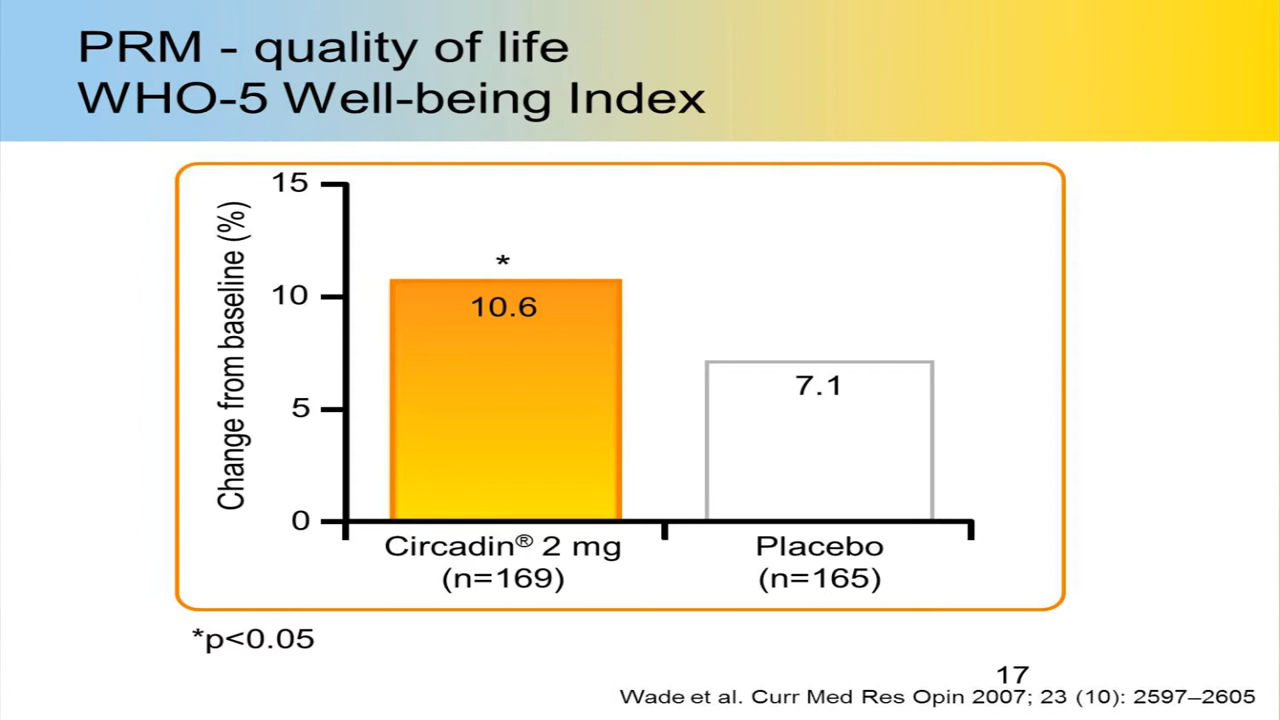 PRM - quality of life
WHO-5 Well-being Index
Change from baseline (%)
15
10
5
0
*
10.6
7.1
Circadin® 2 mg
(n=169)
Placebo
(n=165)
*p<0.05
17
Wade et al. Curr Med Res Opin 2007; 23 (10): 2597–2605